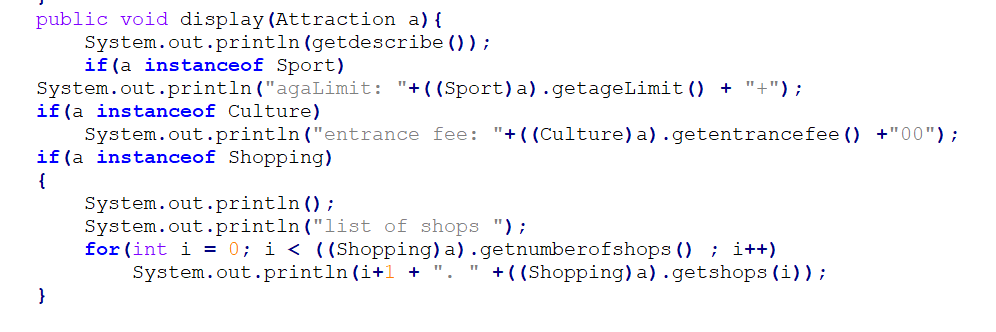 public void display(Attraction a){
System.out.println(getdescribe());
if(a instanceof Sport)
System.out.println("agaLimit: "+((Sport)a).getageLimit() + "+");
if(a instanceof Culture)
System.out.println("entrance fee: "+((Culture)a).getentrancefee() +"00");
if(a instanceof Shopping)
{
System.out.println();
System.out.println("list of shops ");
for(int i = 0; i < ((Shopping)a).getnumberofshops() ; i++)
System.out.println(i+1 + ". " +((Shopping)a).getshops(i));
}